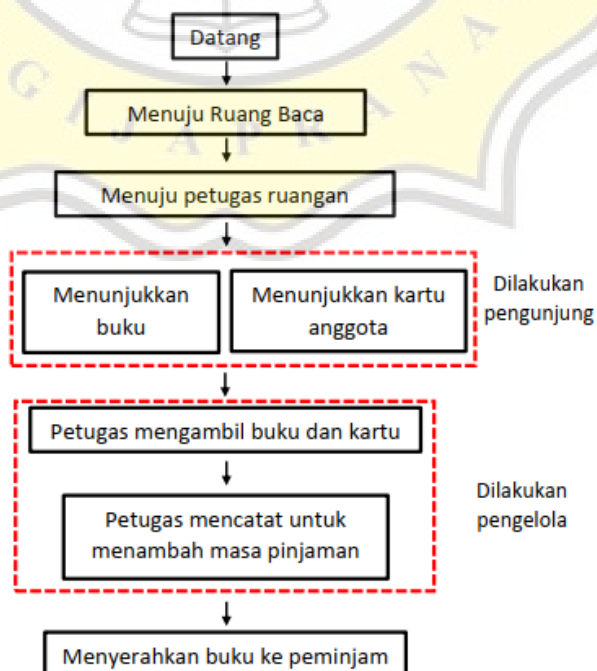 Datang
Menuju Ruang Baca
GIJAPRANA
Menuju petugas ruangan
Menunjukkan
buku
Menunjukkan kartu
anggota
Dilakukan
pengunjung
Petugas mengambil buku dan kartu
Petugas mencatat untuk
menambah masa pinjaman
Dilakukan
pengelola
Menyerahkan buku ke peminjam